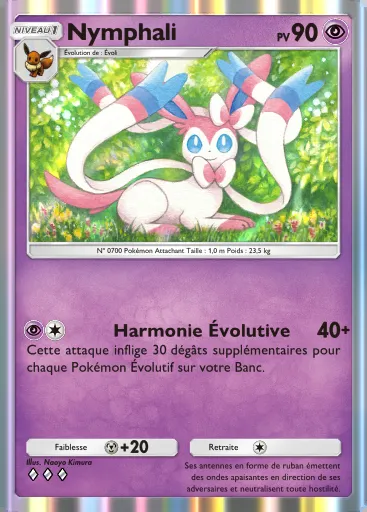 NIVEAU 1
Nymphali
PV 90
Évolution de : Évoli
N° 0700 Pokémon Attachant Taille : 1,0 m Poids : 23,5 kg
Harmonie Évolutive 40+
Cette attaque inflige 30 dégâts supplémentaires pour
chaque Pokémon Évolutif sur votre Banc.
Faiblesse +20
Retraite
Illus. Naoyo Kimura
Ses antennes en forme de ruban émettent
des ondes apaisantes en direction de ses
adversaires et neutralisent toute hostilité.